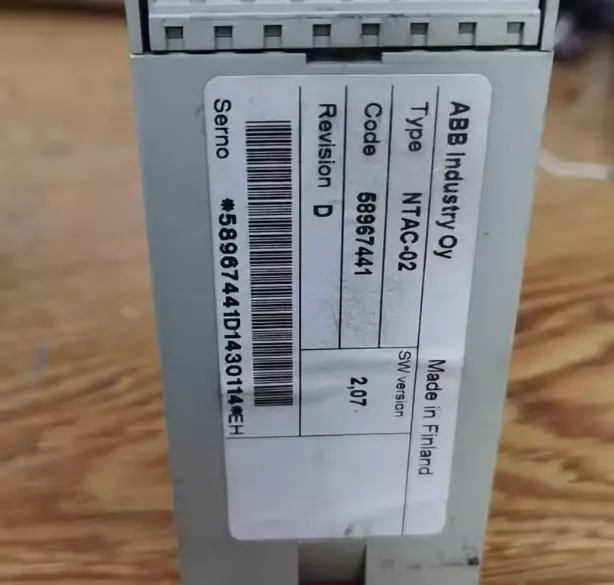 ABB Industry Oy Made in Finland
Type NTAC-02 SW version
Code 58967441 2,07
Revision D
Serno *58967441D1430114*EH